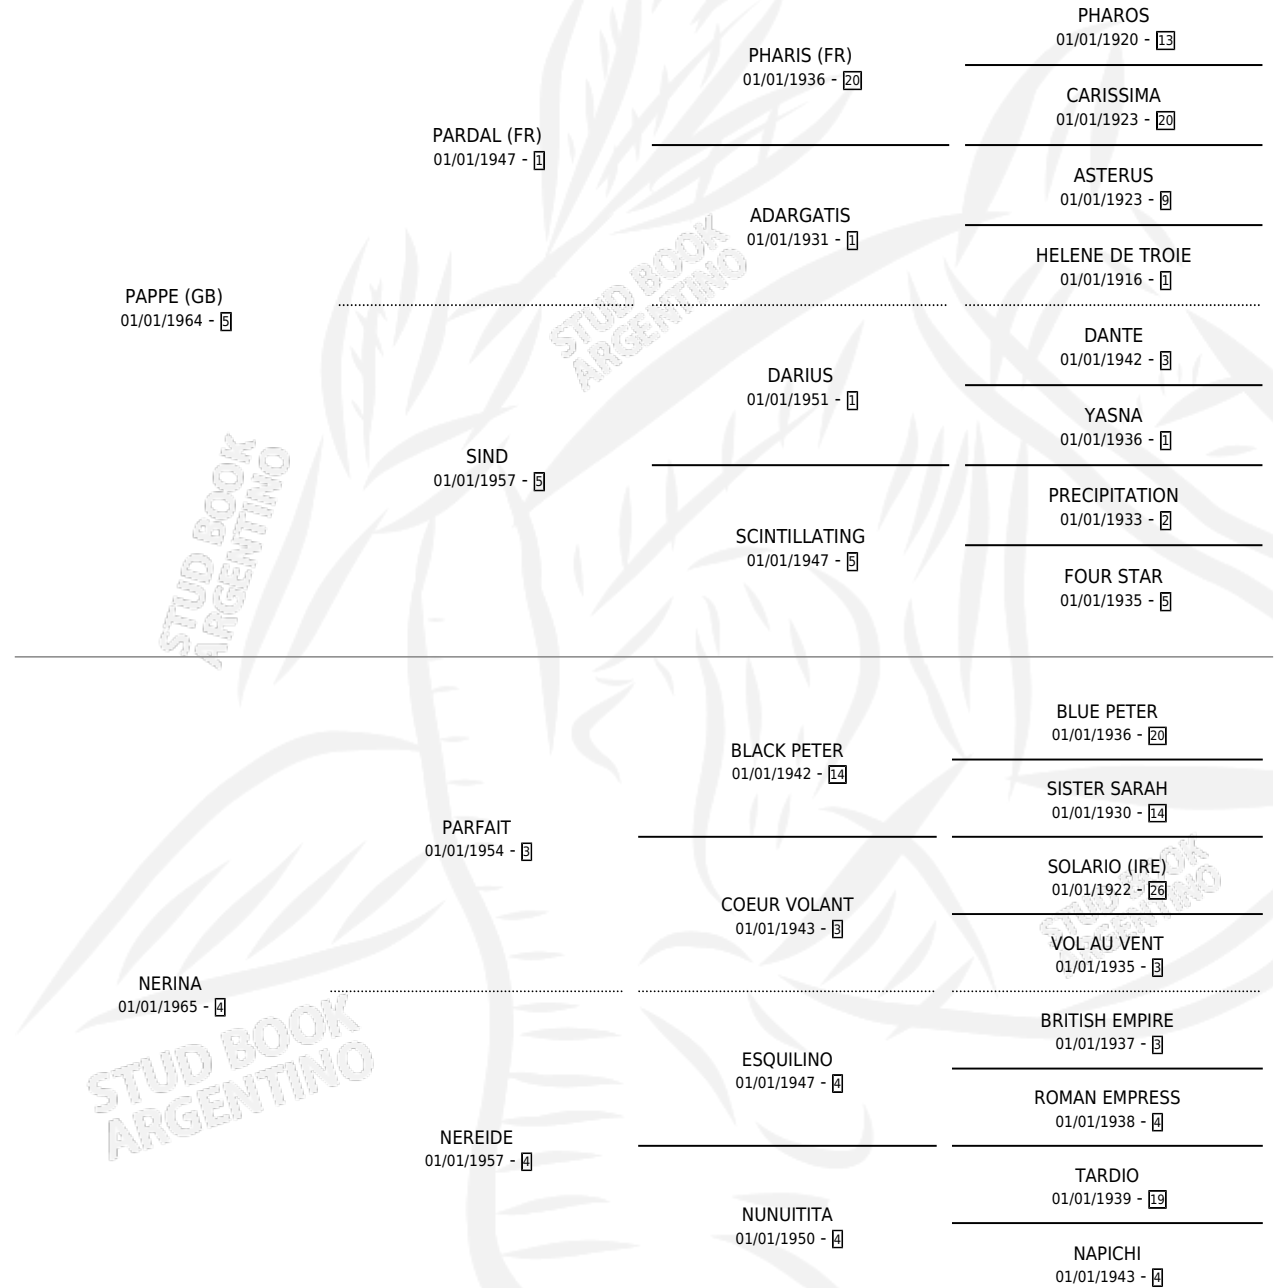 PHAROS
01/01/1920 - 13
PHARIS (FR)
01/01/1936 - 20
CARISSIMA
01/01/1923 - 20
PARDAL (FR)
01/01/1947 - 1
ASTERUS
01/01/1923 - 9
ADARGATIS
01/01/1931 - 1
HELENE DE TROIE
01/01/1916 - 1
PAPPE (GB)
01/01/1964 - 5
DANTE
01/01/1942 - 3
DARIUS
01/01/1951 - 1
YASNA
01/01/1936 - 1
SIND
01/01/1957 - 5
PRECIPITATION
01/01/1933 - 2
SCINTILLATING
01/01/1947 - 5
FOUR STAR
01/01/1935 - 5
BLUE PETER
01/01/1936 - 20
BLACK PETER
01/01/1942 - 14
SISTER SARAH
01/01/1930 - 14
PARFAIT
01/01/1954 - 3
SOLARIO (IRE)
01/01/1922 - 26
COEUR VOLANT
01/01/1943 - 3
VOL AU VENT
01/01/1935 - 3
NERINA
01/01/1965 - 4
BRITISH EMPIRE
01/01/1937 - 3
ESQUILINO
01/01/1947 - 4
ROMAN EMPRESS
01/01/1938 - 4
NEREIDE
01/01/1957 - 4
TARDIO
01/01/1939 - 19
NUNUITITA
01/01/1950 - 4
NAPICHI
01/01/1943 - 4
STUD BOOK
ARGENTINO
STUD BOOK
ARGENTINO
STUD BOOK
ARGENTINO
STUD BOOK
ARGENTINO